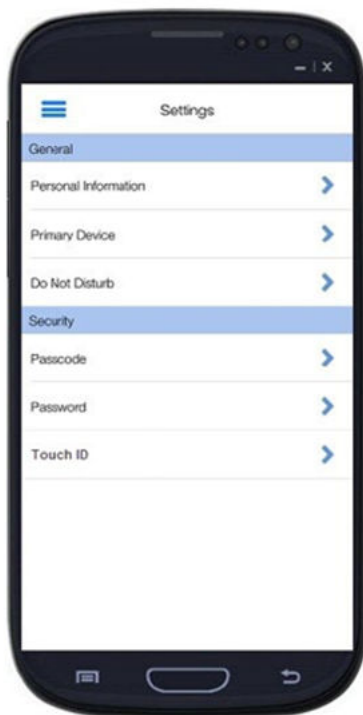 Settings
General
Personal Information
Primary Device
Do Not Disturb
Security
Passcode
Password
Touch ID